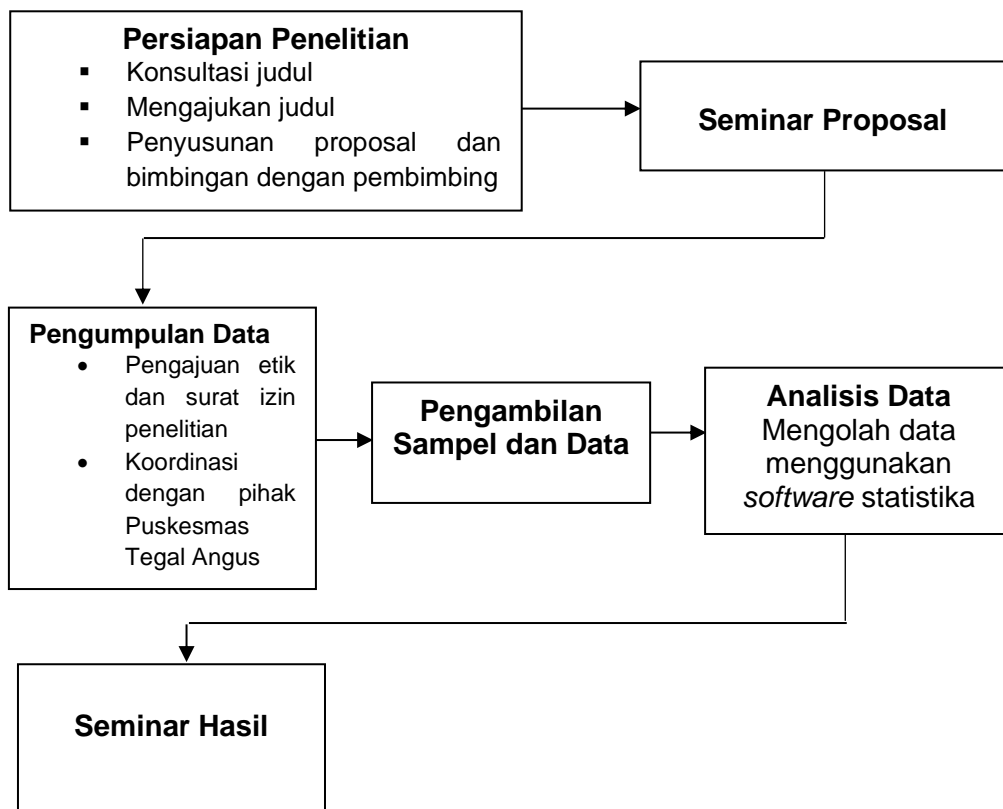 Persiapan Penelitian
▪ Konsultasi judul
▪ Mengajukan judul
▪ Penyusunan proposal dan
bimbingan dengan pembimbing
Seminar Proposal
Pengumpulan Data
• Pengajuan etik
dan surat izin
penelitian
• Koordinasi
dengan pihak
Puskesmas
Tegal Angus
Pengambilan
Sampel dan Data
Analisis Data
Mengolah data
menggunakan
software statistika
Seminar Hasil